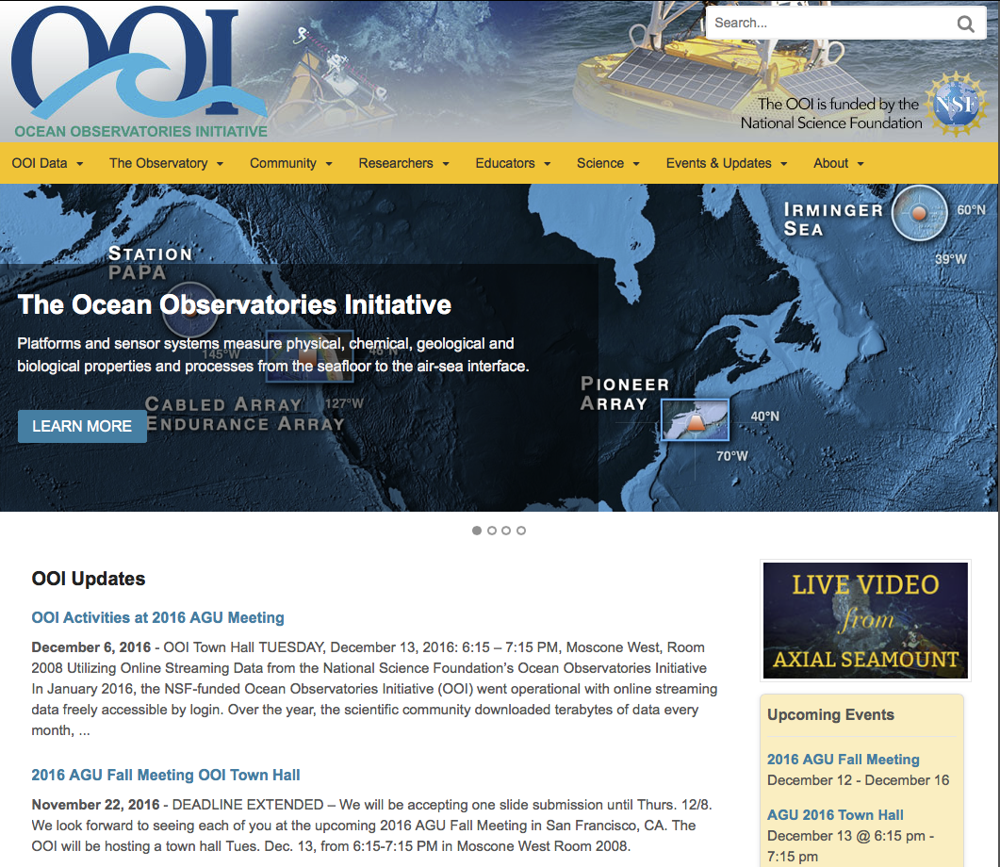 OOI
OCEAN OBSERVATORIES INITIATIVE
Search...
The OOI is funded by the
National Science Foundation
NSF
OOI Data
The Observatory
Community
Researchers
Educators
Science
Events & Updates
About
STATION
PAPA
IRMINGER
SEA
60°N
39°W
The Ocean Observatories Initiative
Platforms and sensor systems measure physical, chemical, geological and
biological properties and processes from the seafloor to the air-sea interface.
145°W
LEARN MORE
CABLED ARRAY
127°W
ENDURANCE ARRAY
PIONEER
ARRAY
40°N
70°W
OOI Updates
OOI Activities at 2016 AGU Meeting
December 6, 2016 - OOI Town Hall TUESDAY, December 13, 2016: 6:15 – 7:15 PM, Moscone West, Room
2008 Utilizing Online Streaming Data from the National Science Foundation’s Ocean Observatories Initiative
In January 2016, the NSF-funded Ocean Observatories Initiative (OOI) went operational with online streaming
data freely accessible by login. Over the year, the scientific community downloaded terabytes of data every
month, ...
2016 AGU Fall Meeting OOI Town Hall
November 22, 2016 - DEADLINE EXTENDED – We will be accepting one slide submission until Thurs. 12/8.
We look forward to seeing each of you at the upcoming 2016 AGU Fall Meeting in San Francisco, CA. The
OOI will be hosting a town hall Tues. Dec. 13, from 6:15-7:15 PM in Moscone West Room 2008.
LIVE VIDEO
from
AXIAL SEAMOUNT
Upcoming Events
2016 AGU Fall Meeting
December 12 - December 16
AGU 2016 Town Hall
December 13 @ 6:15 pm -
7:15 pm